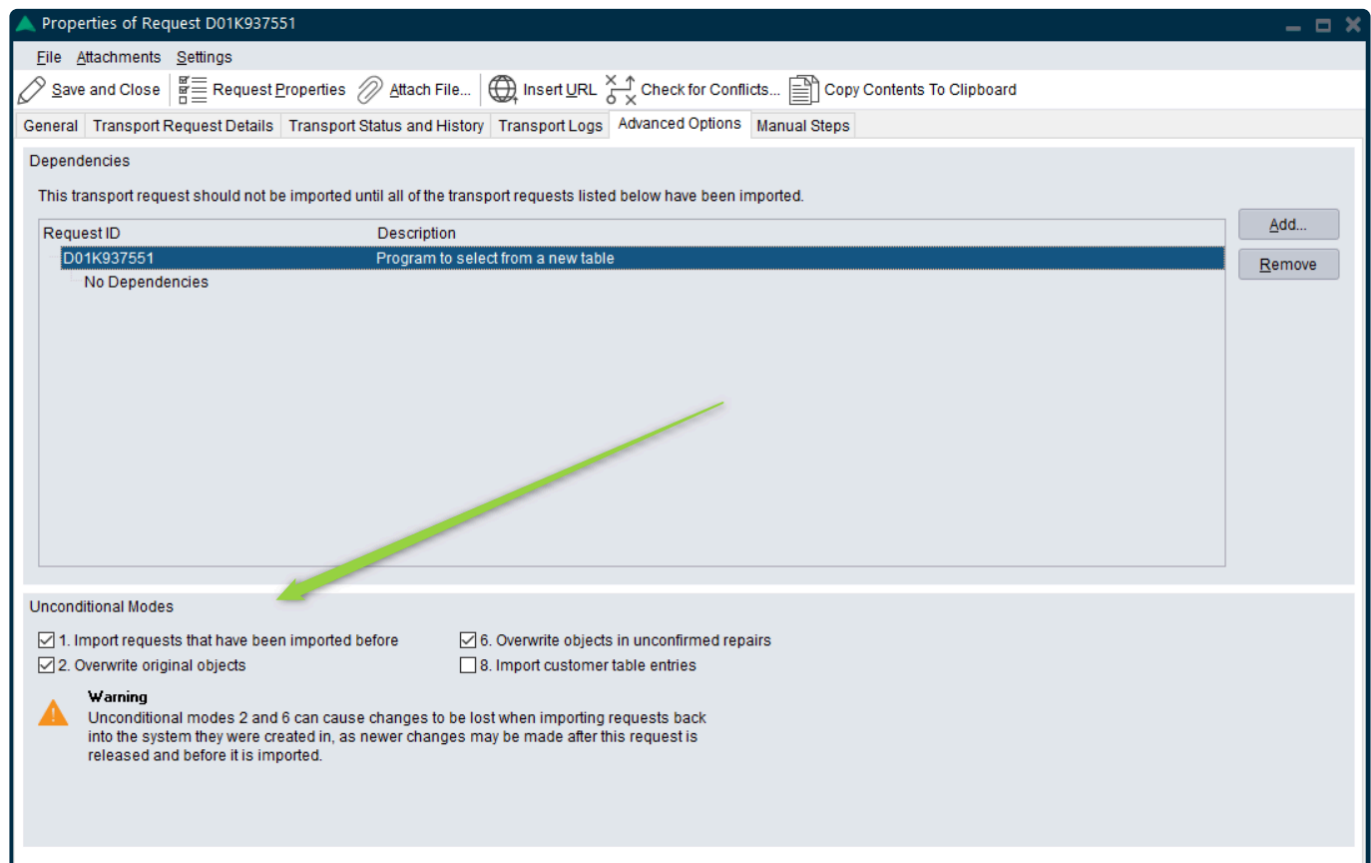 Properties of Request D01K937551
File Attachments Settings
Save and Close Request Properties Attach File... Insert URL Check for Conflicts... Copy Contents To Clipboard
General Transport Request Details Transport Status and History Transport Logs Advanced Options Manual Steps
Dependencies
This transport request should not be imported until all of the transport requests listed below have been imported.
Request ID Description
Add...
D01K937551 Program to select from a new table
Remove
No Dependencies
Unconditional Modes
1. Import requests that have been imported before 6. Overwrite objects in unconfirmed repairs
2. Overwrite original objects 8. Import customer table entries
Warning
Unconditional modes 2 and 6 can cause changes to be lost when importing requests back
into the system they were created in, as newer changes may be made after this request is
released and before it is imported.